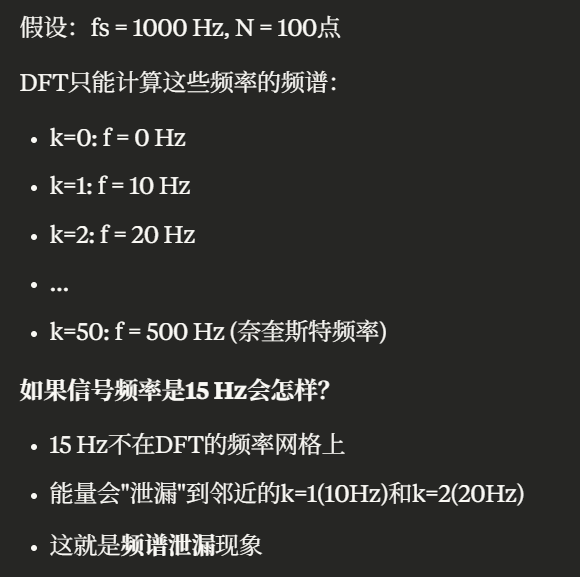 假设：fs = 1000 Hz, N = 100点
DFT只能计算这些频率的频谱：
• k=0: f = 0 Hz
• k=1: f = 10 Hz
• k=2: f = 20 Hz
• ...
• k=50: f = 500 Hz (奈奎斯特频率)
如果信号频率是15 Hz会怎样？
• 15 Hz不在DFT的频率网格上
• 能量会"泄漏"到邻近的k=1(10Hz)和k=2(20Hz)
• 这就是频谱泄漏现象